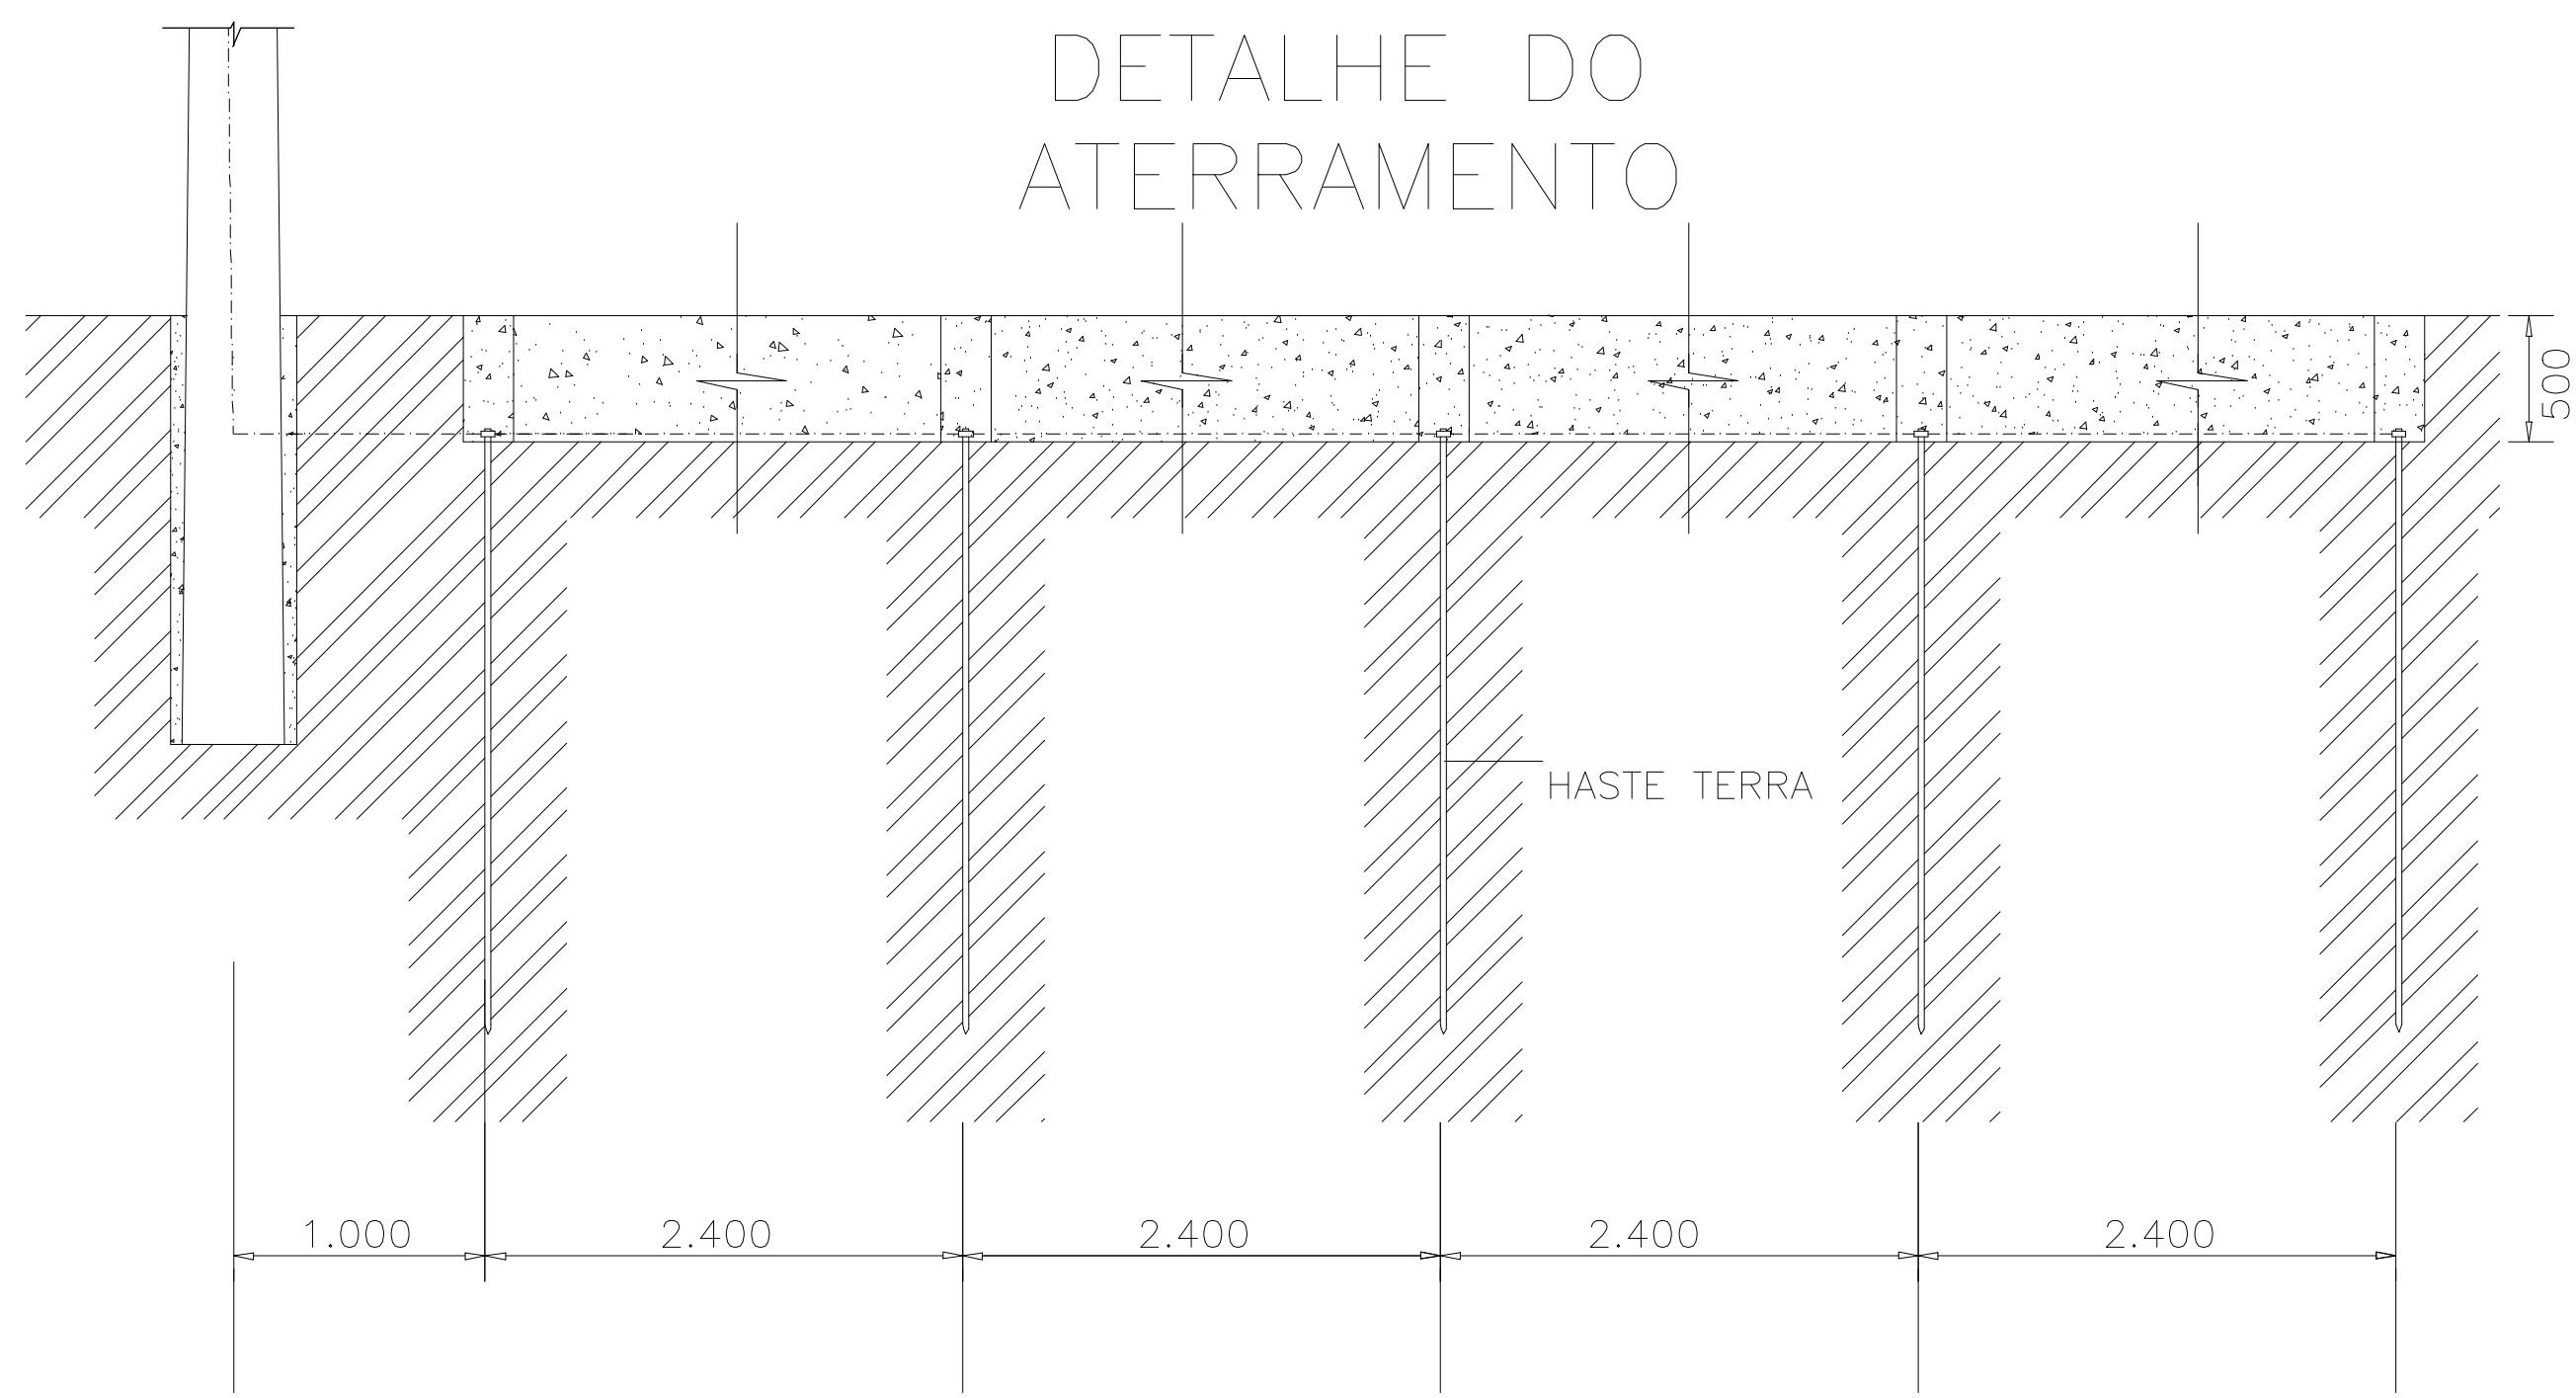 DETALHE DO
ATERRAMENTO
500
HASTE TERRA
1.000 2.400 2.400 2.400 2.400